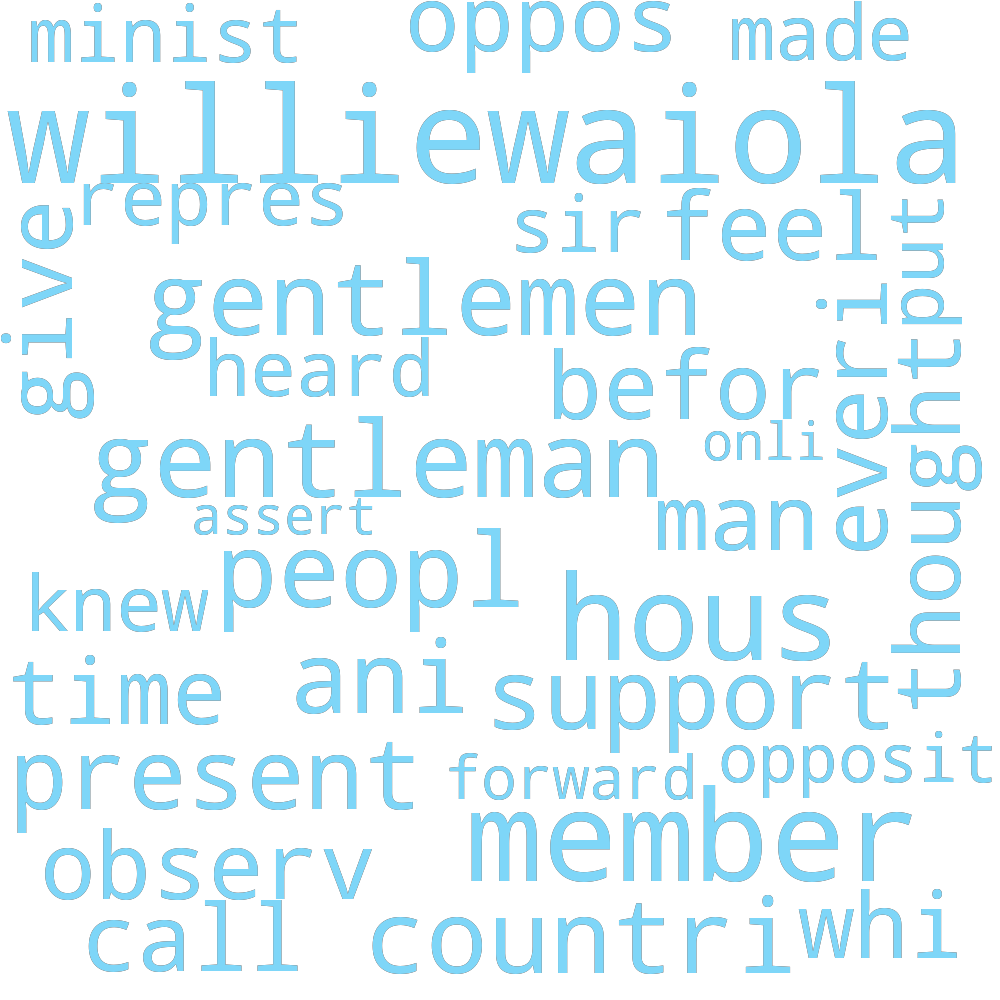 minist
oppos
made
williewaiola
repres
sir
feel
give
put
gentlemen
everi
heard
befor
thought
onli
gentleman
assert
man
peopl
knew
hous
ani
time
support
present
opposit
forward
member
observ
call
countri
whi